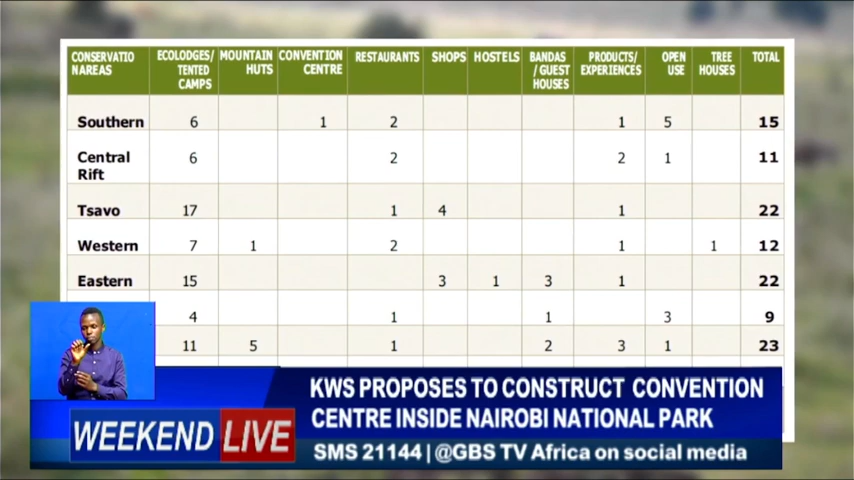 CONSERVATIO NAREAS ECOLODGES/ TENTED CAMPS MOUNTAIN HUTS CONVENTION CENTRE RESTAURANTS SHOPS HOSTELS BANDAS /GUEST HOUSES PRODUCTS/ EXPERIENCES OPEN USE TREE HOUSES TOTAL
Southern 6 1 2 1 5 15
Central Rift 6 2 2 1 11
Tsavo 17 1 4 1 22
Western 7 1 2 1 1 12
Eastern 15 3 1 3 1 22
4 1 1 3 9
11 5 1 2 3 1 23
KWS PROPOSES TO CONSTRUCT CONVENTION
CENTRE INSIDE NAIROBI NATIONAL PARK
WEEKEND LIVE
SMS 21144 | @GBS TV Africa on social media